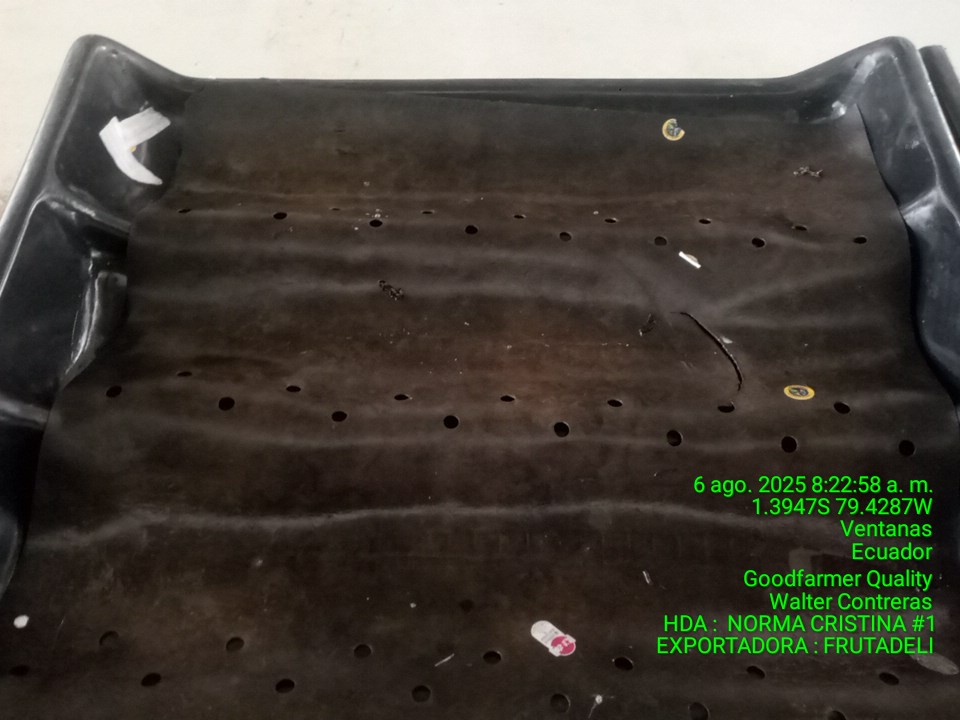 6 ago. 2025 8:22:58 a. m.
1.3947S 79.4287W
Ventanas
Ecuador
Goodfarmer Quality
Walter Contreras
HDA : NORMA CRISTINA #1
EXPORTADORA : FRUTADELI